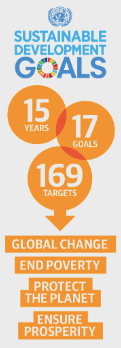 SUSTAINABLE
DEVELOPMENT
GOALS
15
YEARS
17
GOALS
169
TARGETS
GLOBAL CHANGE
END POVERTY
PROTECT
THE PLANET
ENSURE
PROSPERITY